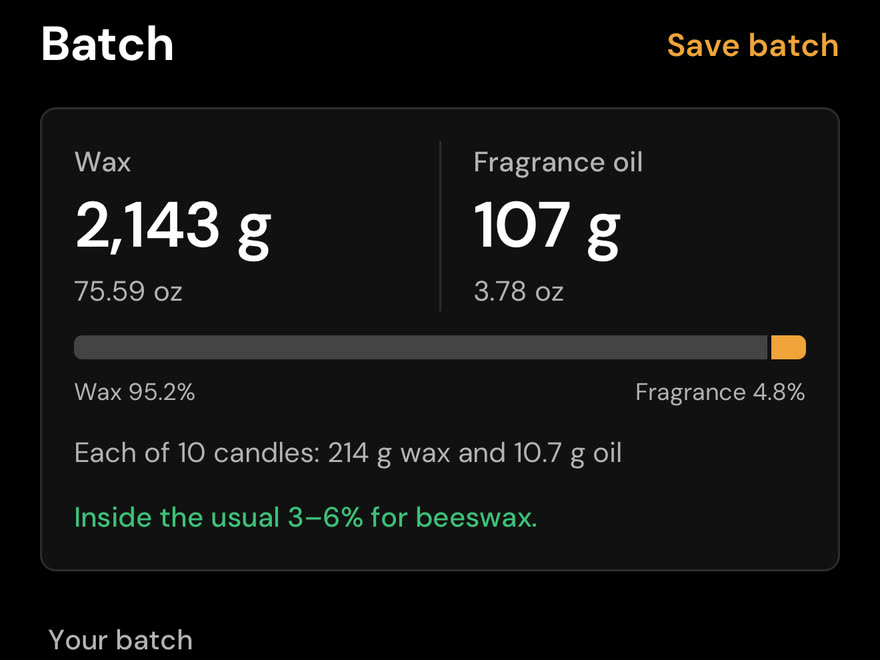 Batch
Save batch
Wax
2,143 g
75.59 oz
Fragrance oil
107 g
3.78 oz
Wax 95.2%
Fragrance 4.8%
Each of 10 candles: 214 g wax and 10.7 g oil
Inside the usual 3–6% for beeswax.
Your batch